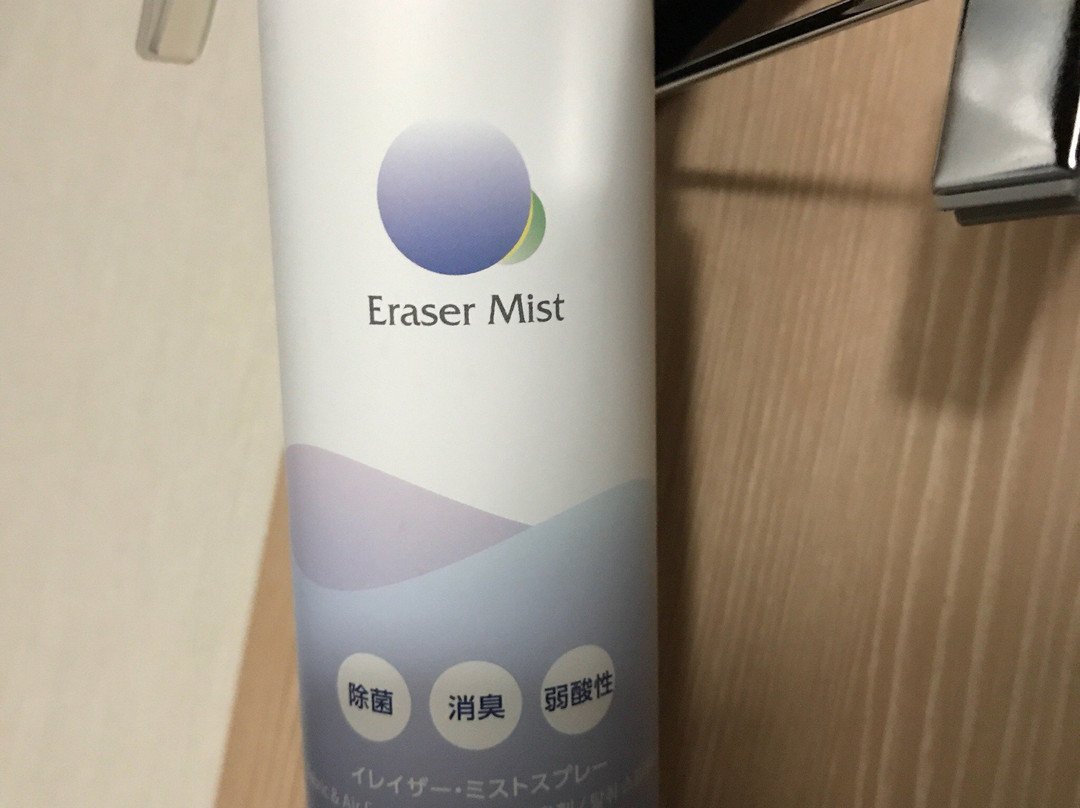 Eraser Mist
除菌
消臭
弱酸性
イレイザー・ミストスプレー
& Air